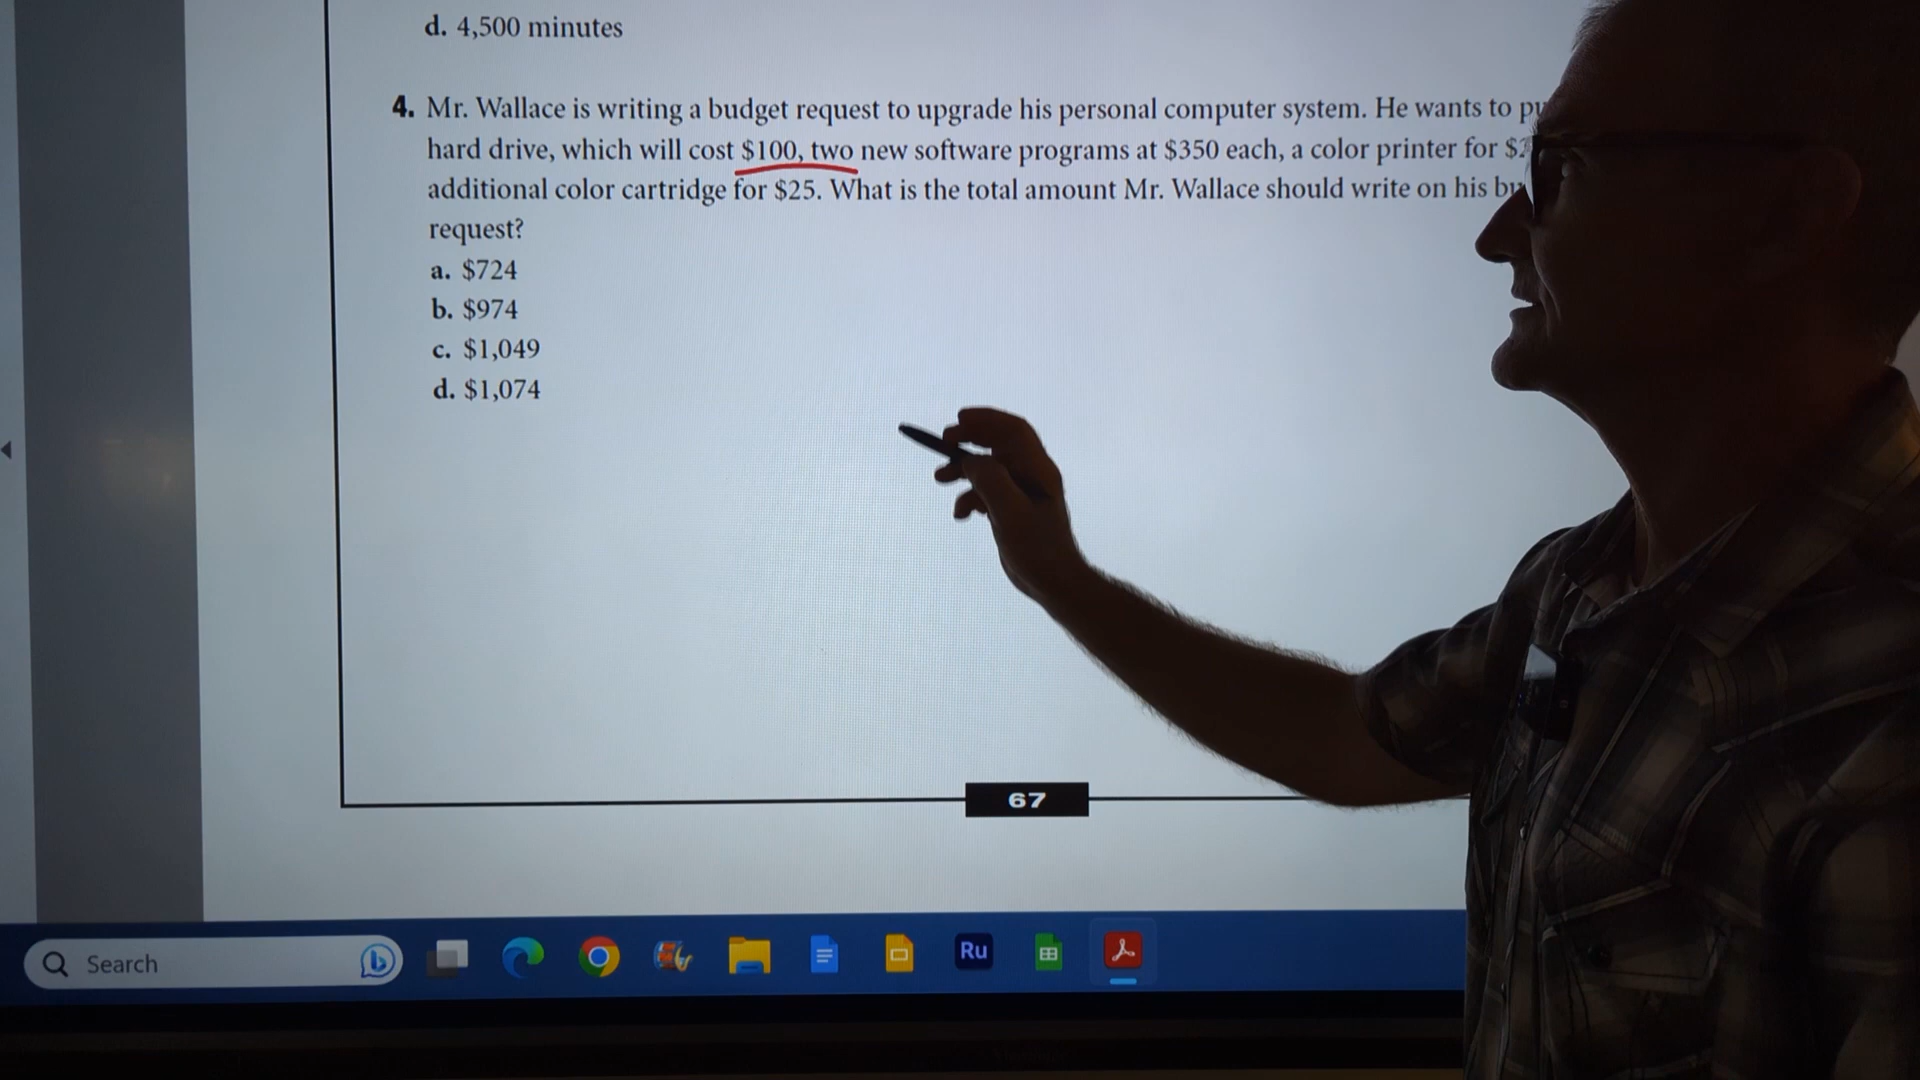 d. 4,500 minutes
4. Mr. Wallace is writing a budget request to upgrade his personal computer system. He wants to
hard drive, which will cost $100, two new software programs at $350 each, a color printer for
additional color cartridge for $25. What is the total amount Mr. Wallace should write on his
request?
a. $724
b. $974
c. $1,049
d. $1,074
67
Search
Ru